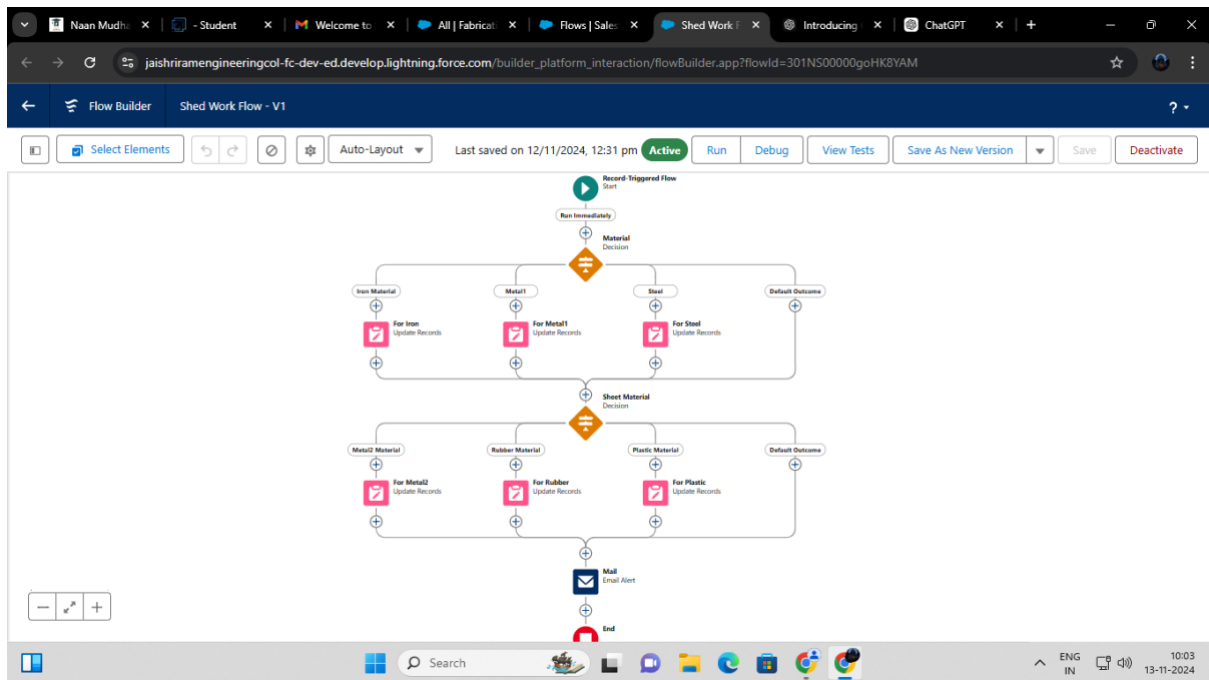 Naan Mudha
- Student
Welcome to
All | Fabricati
Flows | Sales
Shed Work F
Introducing
ChatGPT
jaishriramengineeringcol-fc-dev-ed.develop.lightning.force.com/builder_platform_interaction/flowBuilder.app?flowId=301NS00000goHK8YAM
Flow Builder
Shed Work Flow - V1
?
Select Elements
Auto-Layout
Last saved on 12/11/2024, 12:31 pm
Active
Run
Debug
View Tests
Save As New Version
Save
Deactivate
Record-Triggered Flow
Start
Run Immediately
Material
Decision
Iron Material
Metal1
Steel
Default Outcome
For Iron
Update Records
For Metal1
Update Records
For Steel
Update Records
Sheet Material
Decision
Metal2 Material
Rubber Material
Plastic Material
Default Outcome
For Metal2
Update Records
For Rubber
Update Records
For Plastic
Update Records
Mail
Email Alert
End
Search
ENG
IN
10:03
13-11-2024